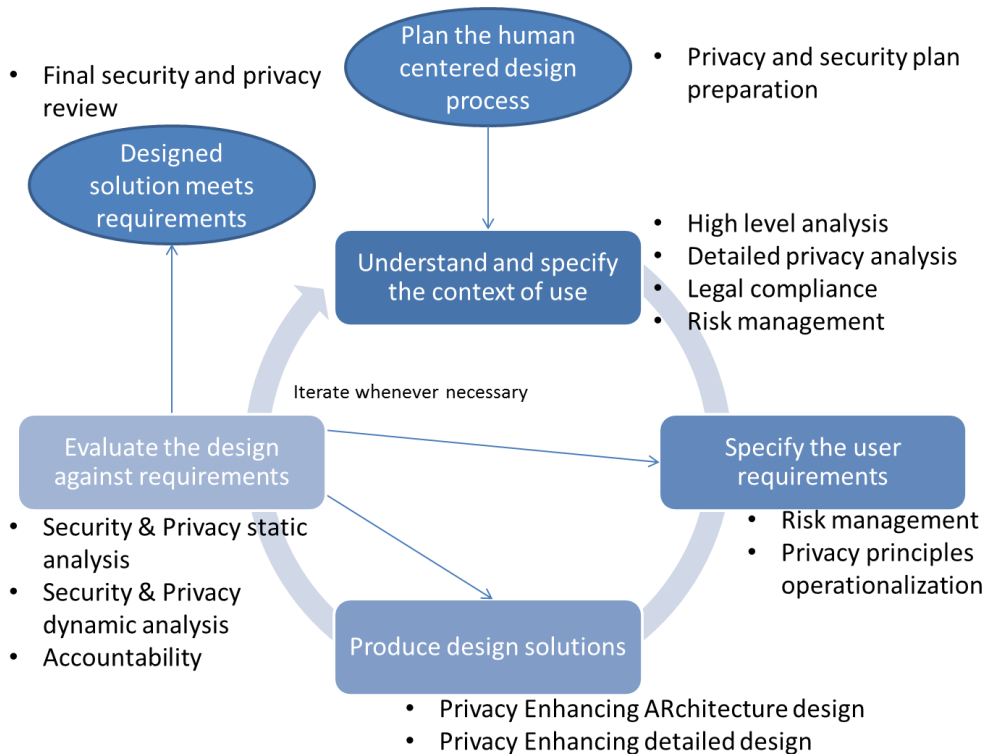 Plan the human
centered design
process
• Privacy and security plan
preparation
• Final security and privacy
review
Designed
solution meets
requirements
Understand and specify
the context of use
• High level analysis
• Detailed privacy analysis
• Legal compliance
• Risk management
Iterate whenever necessary
Evaluate the design
against requirements
Specify the user
requirements
• Security & Privacy static
analysis
• Security & Privacy
dynamic analysis
• Accountability
• Risk management
• Privacy principles
operationalization
Produce design solutions
• Privacy Enhancing ARchitecture design
• Privacy Enhancing detailed design